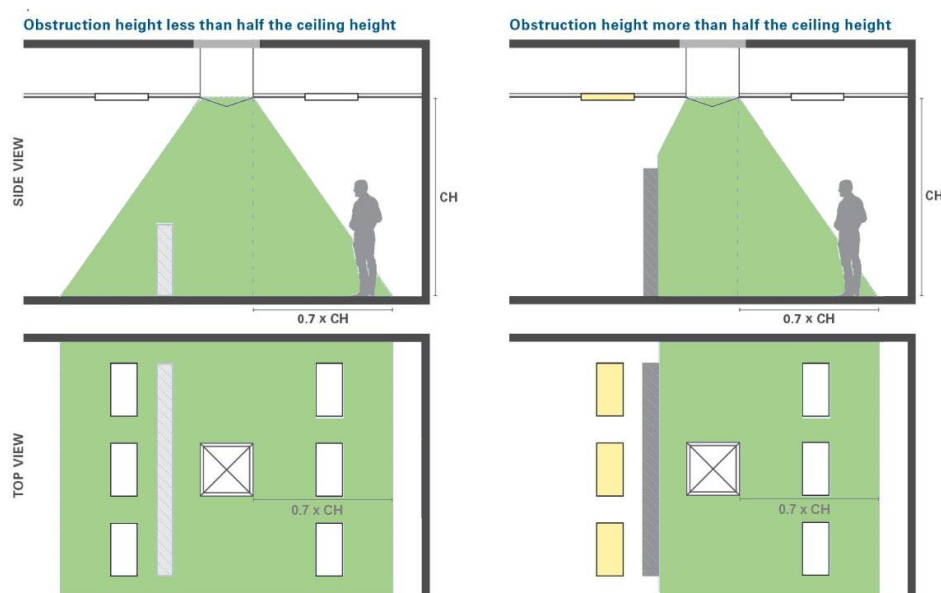 Obstruction height less than half the ceiling height
Obstruction height more than half the ceiling height
SIDE VIEW
CH
CH
0.7 x CH
0.7 x CH
TOP VIEW
0.7 x CH
0.7 x CH